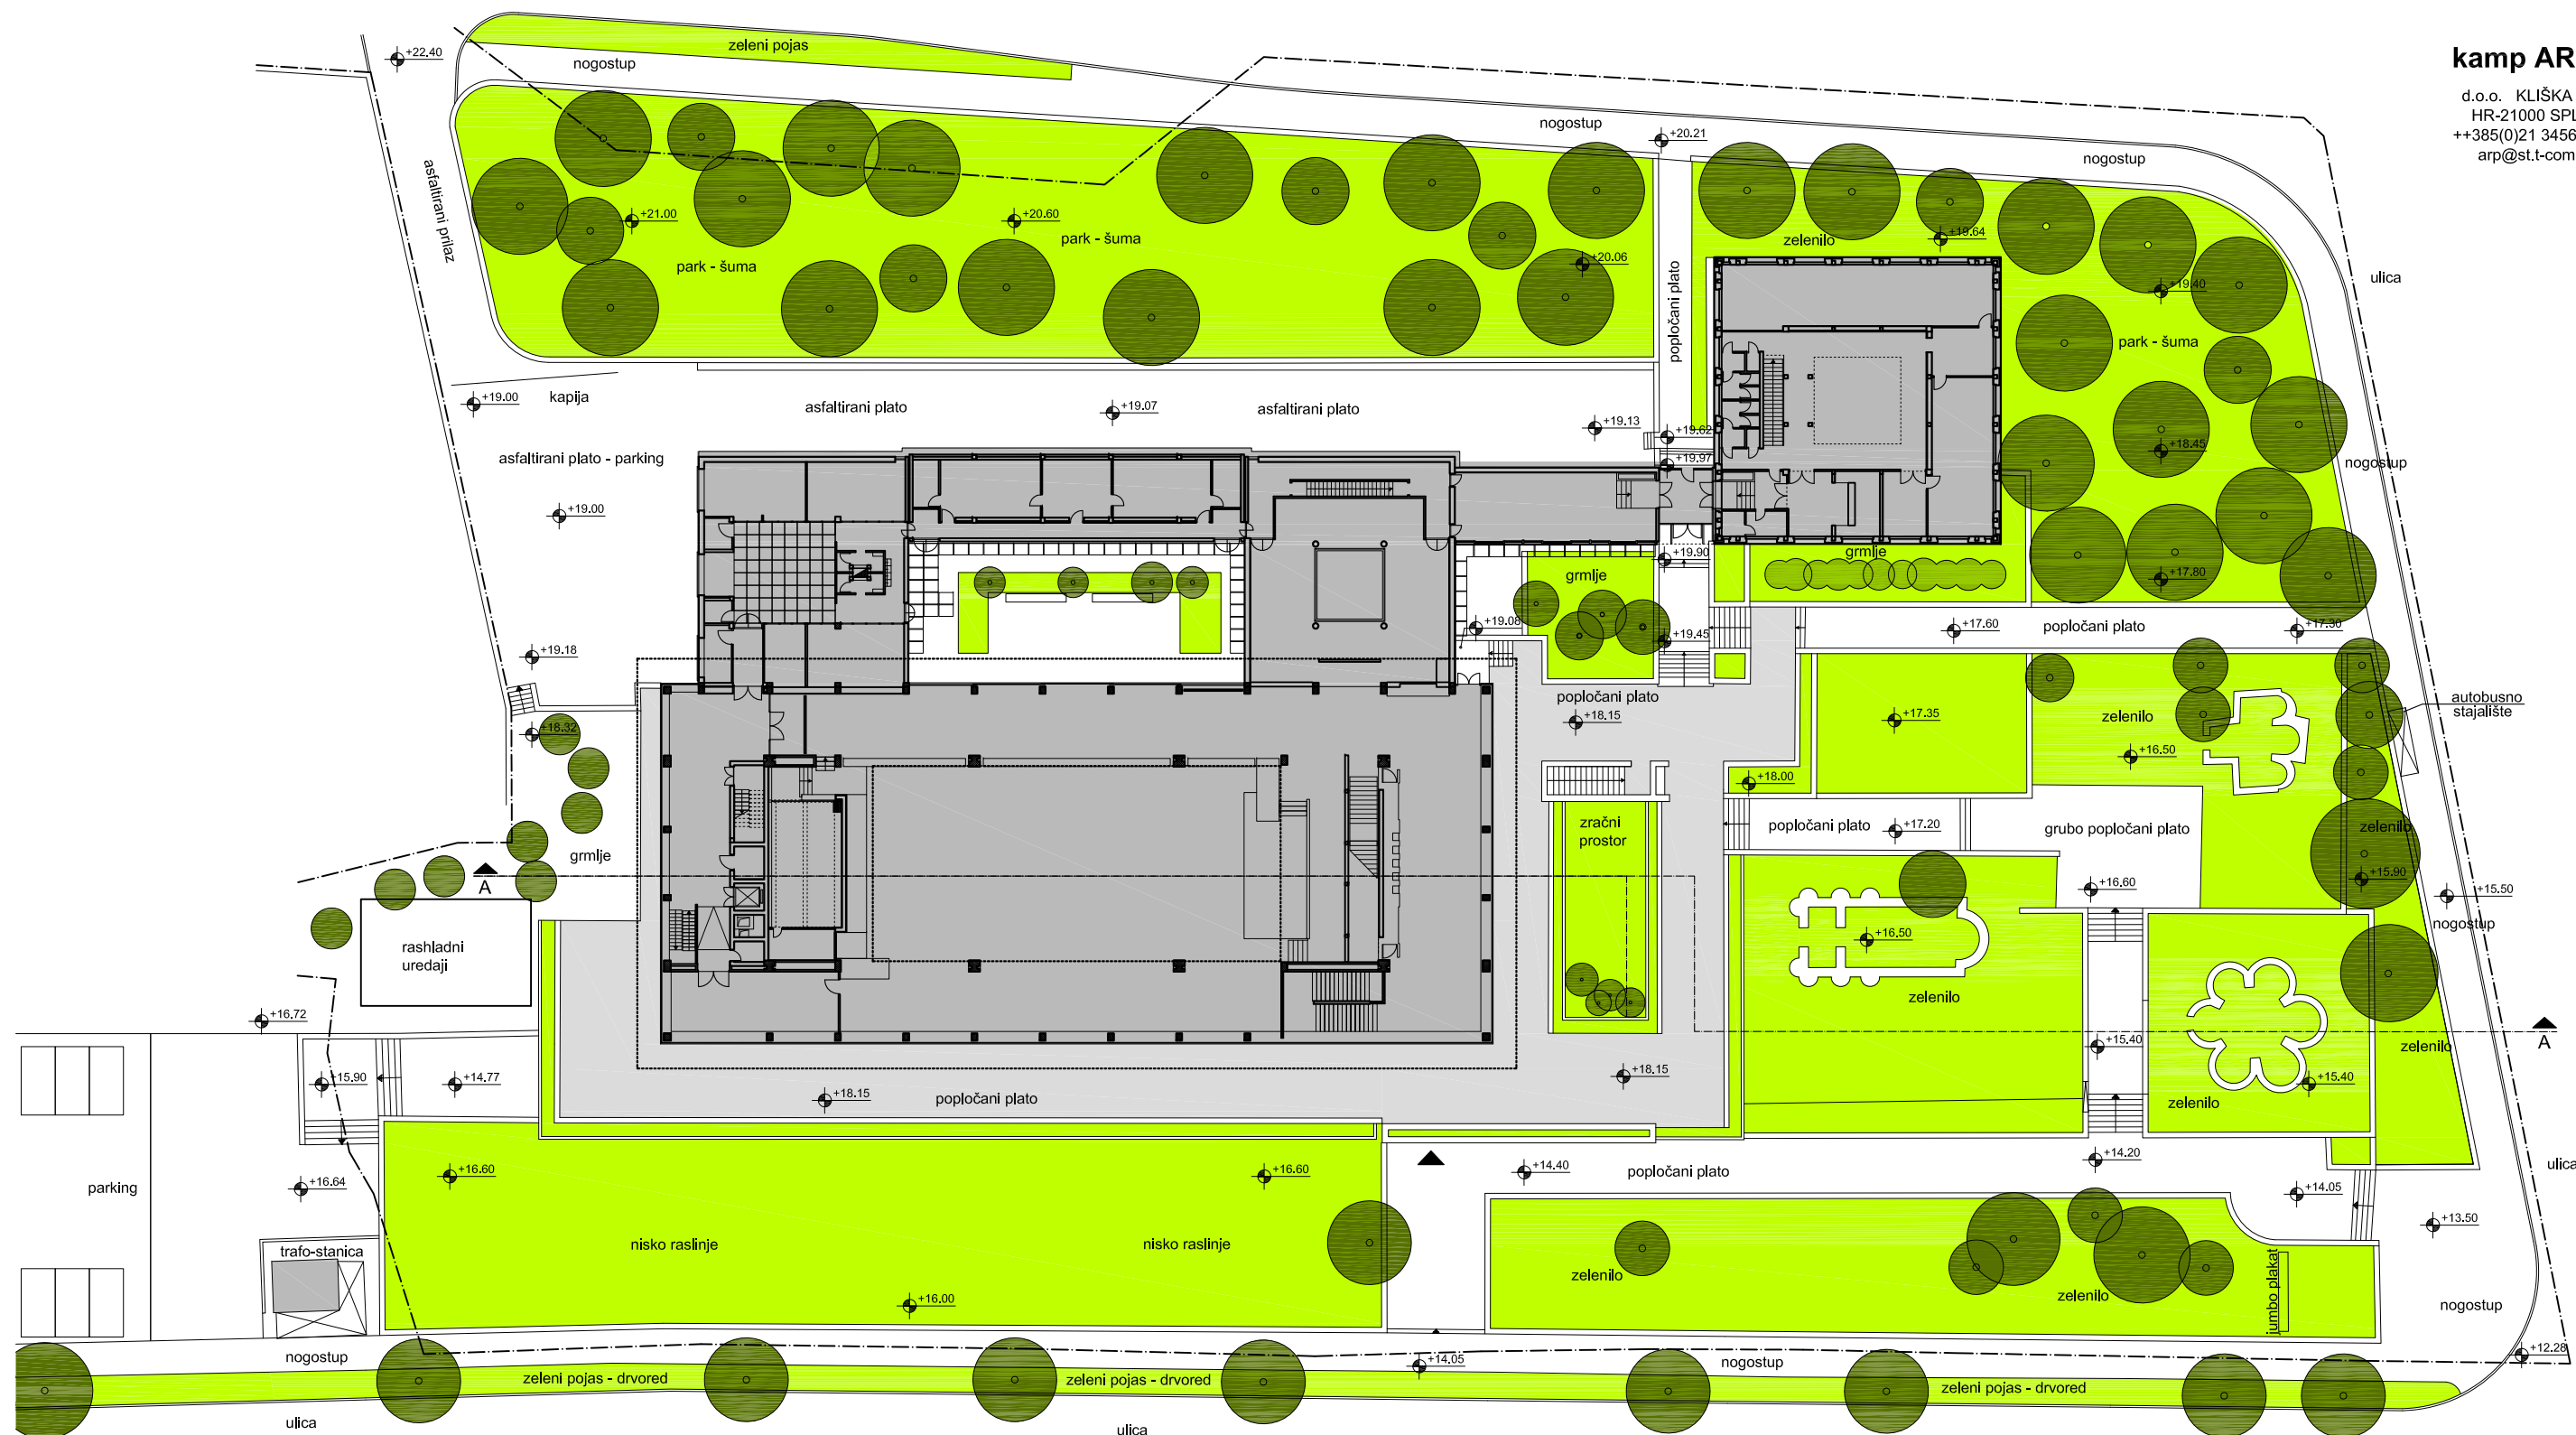 zeleni pojas
+22.40
nogostup
kamp AR
d.o.o. KLIŠKA
HR-21000 SPL
++385(0)21 3456
arp@st.t-com
nogostup
+20.21
nogostup
asfaltirani prilaz
+21.00
+20.60
park - šuma
park - šuma
+20.06
zelenilo
+19.64
ulica
+19.40
popločani plato
park - šuma
+19.00
kapija
asfaltirani plato
+19.07
asfaltirani plato
+19.13
+19.62
+18.45
asfaltirani plato - parking
+19.97
nogostup
+19.00
+19.90
grmlje
grmlje
+17.80
+19.08
+19.45
+17.60
popločani plato
+17.30
+19.18
popločani plato
+18.15
+17.35
zelenilo
autobusno
stajalište
+18.32
+16.50
+18.00
zračni
prostor
popločani plato
+17.20
grubo popločani plato
zelenilo
grmlje
A
+16.60
+15.90
+15.50
nogostup
rashladni
uredaji
+16.50
zelenilo
+16.72
+15.40
zelenilo
A
+15.90
+14.77
+18.15
+15.40
+18.15
popločani plato
zelenilo
+16.60
+16.60
+14.40
popločani plato
+14.20
ulica
parking
+16.64
+14.05
+13.50
trafo-stanica
nisko raslinje
nisko raslinje
zelenilo
zelenilo
jumbo plakat
+16.00
nogostup
nogostup
+14.05
nogostup
+12.28
zeleni pojas - drvored
zeleni pojas - drvored
zeleni pojas - drvored
ulica
ulica